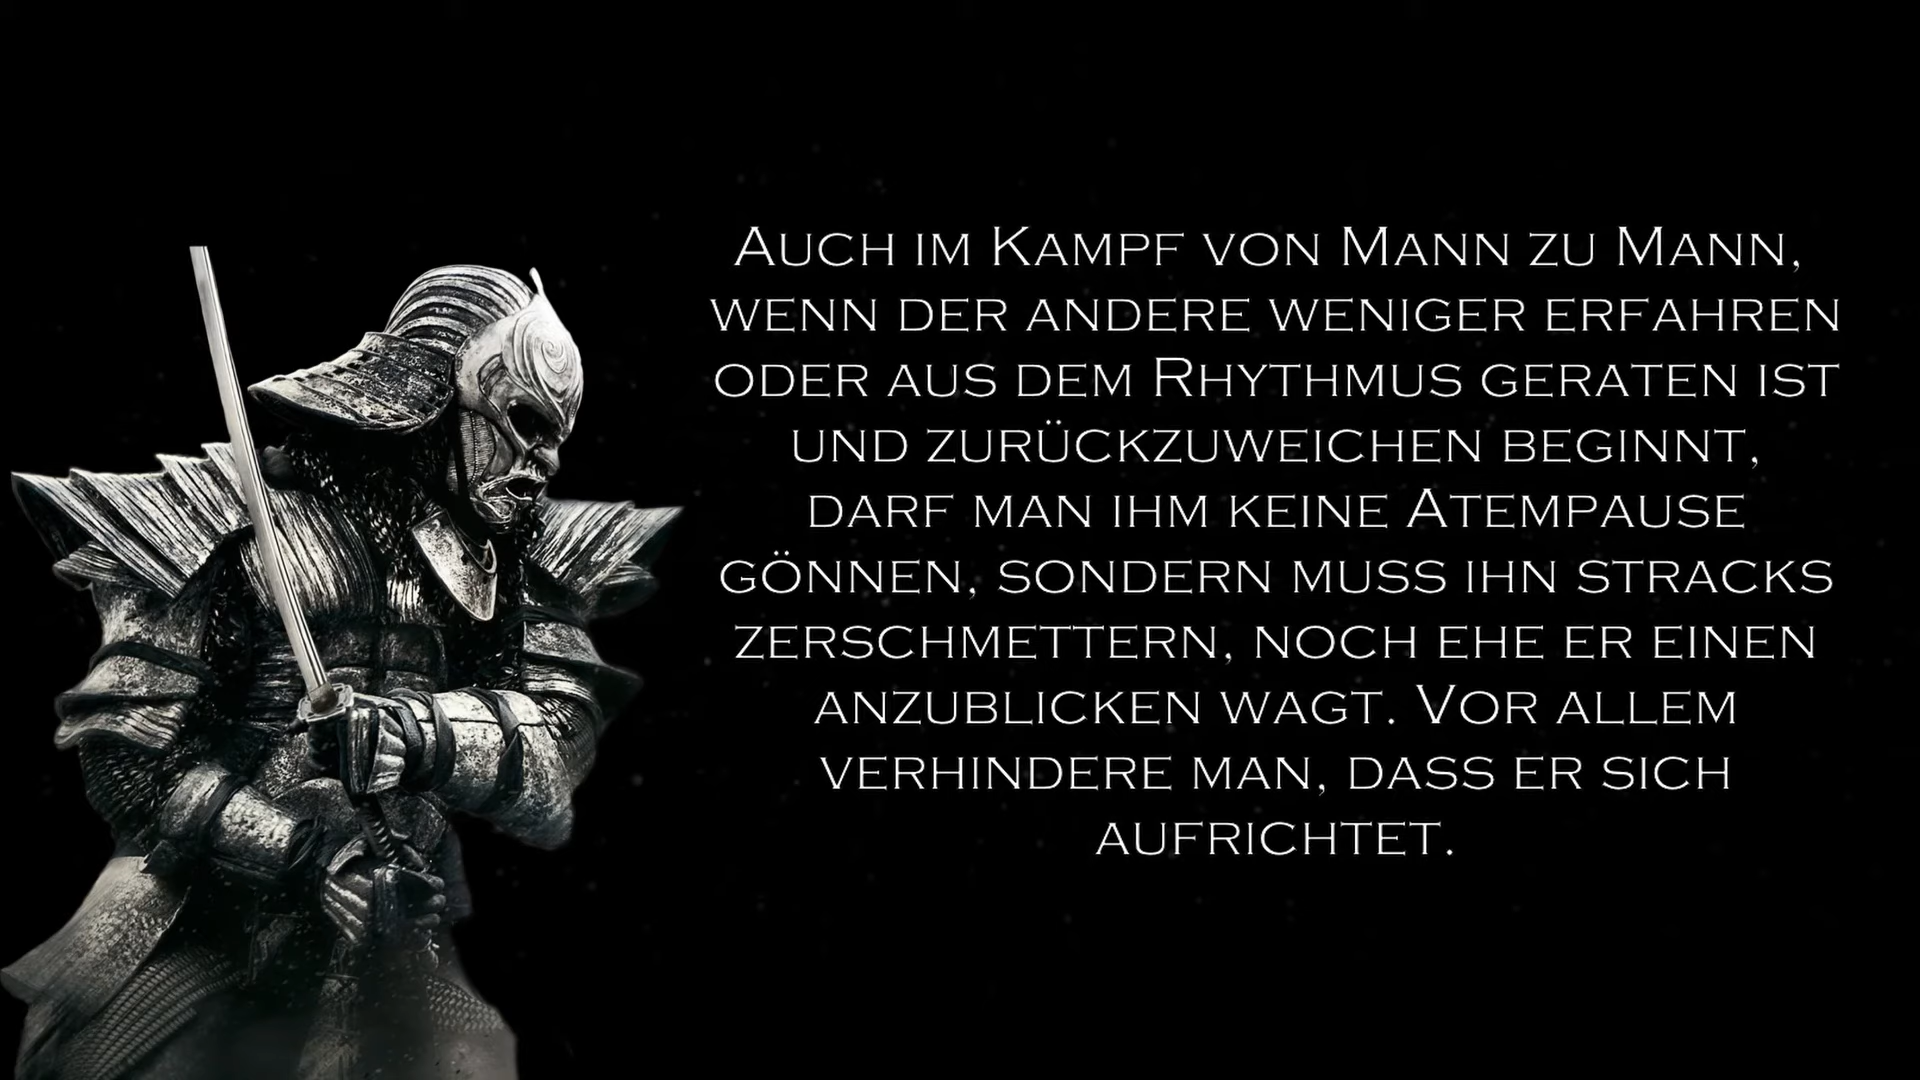 Auch im Kampf von Mann zu Mann,
wenn der andere weniger erfahren
oder aus dem Rhythmus geraten ist
und zurückzuweichen beginnt,
darf man ihm keine Atempause
gönnen, sondern muss ihn stracks
zerschmettern, noch ehe er einen
anzublicken wagt. Vor allem
verhindere man, dass er sich
aufrichtet.